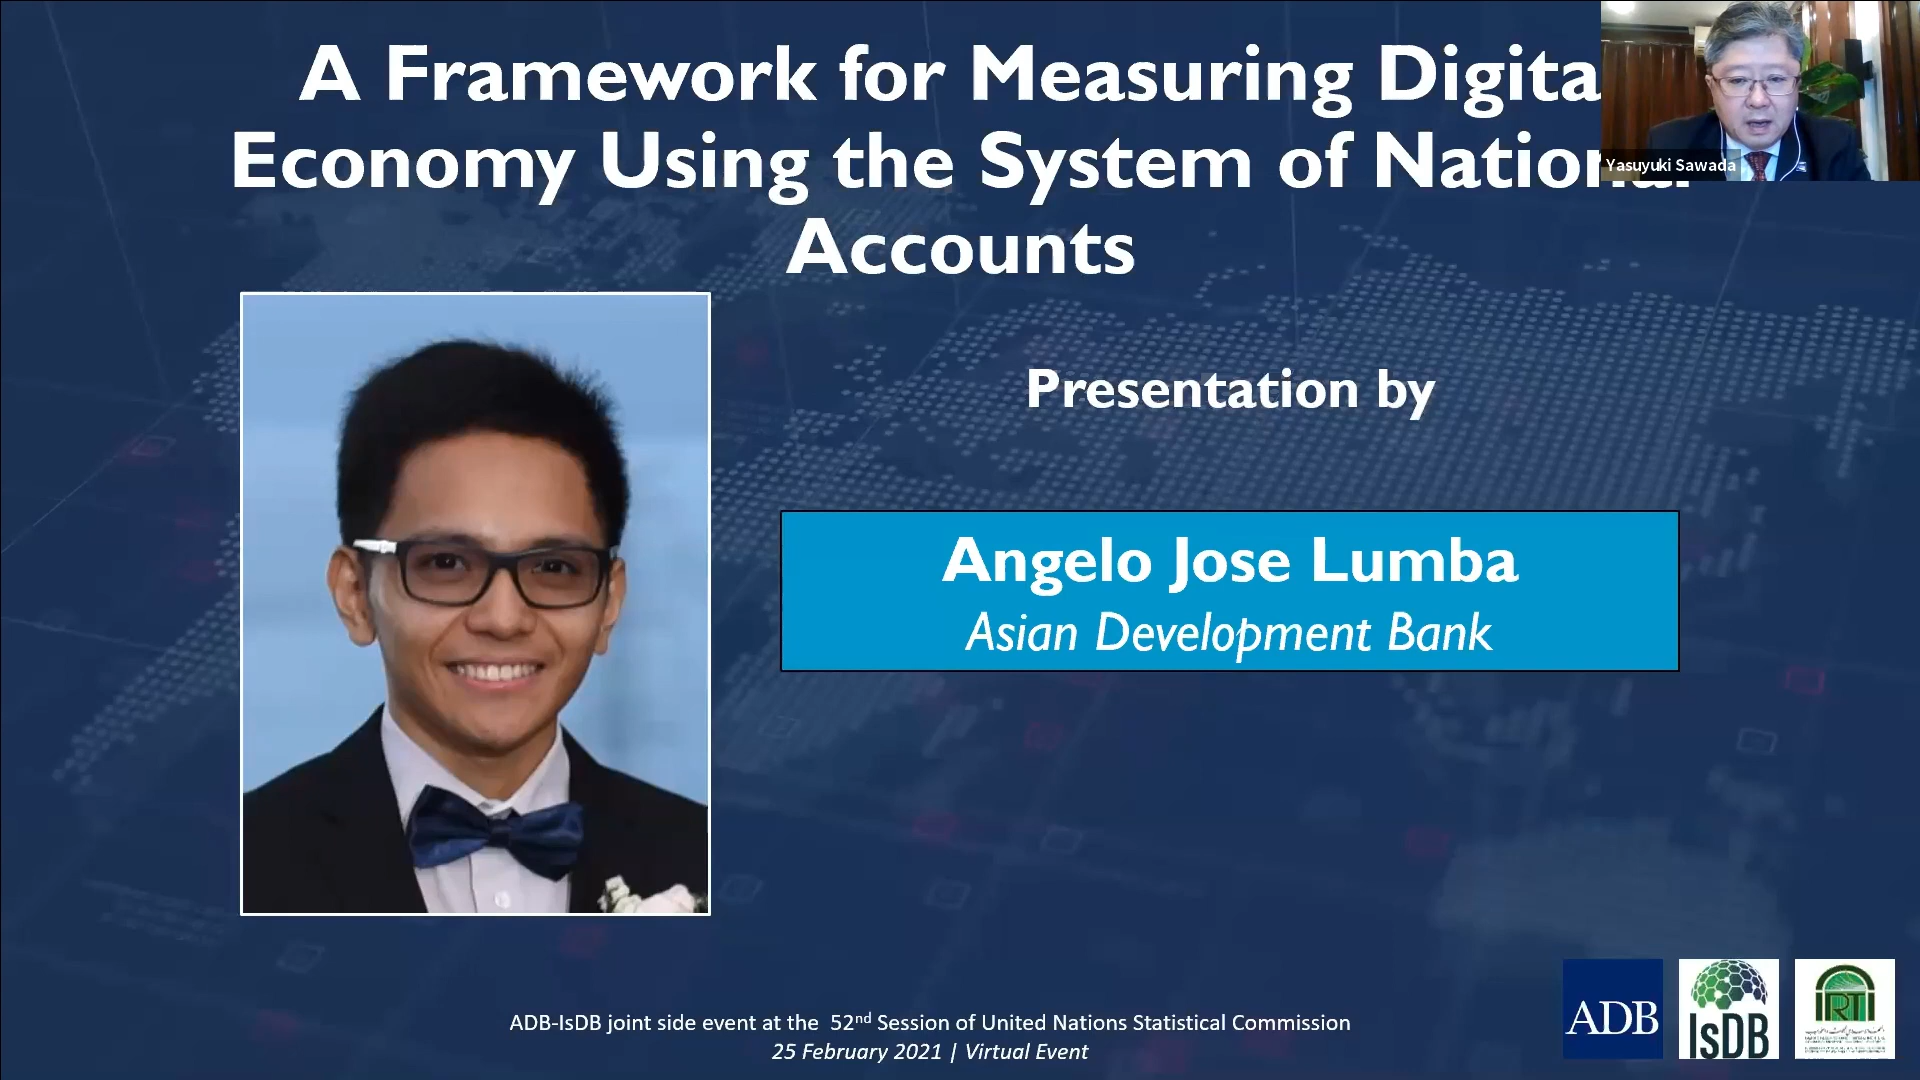 A Framework for Measuring Digita
Economy Using the System of National
Accounts
Yasuyuki Sawada
Presentation by
Angelo Jose Lumba
Asian Development Bank
ADB-IsDB joint side event at the 52nd Session of United Nations Statistical Commission
25 February 2021 | Virtual Event
ADB
IsDB
IRTI